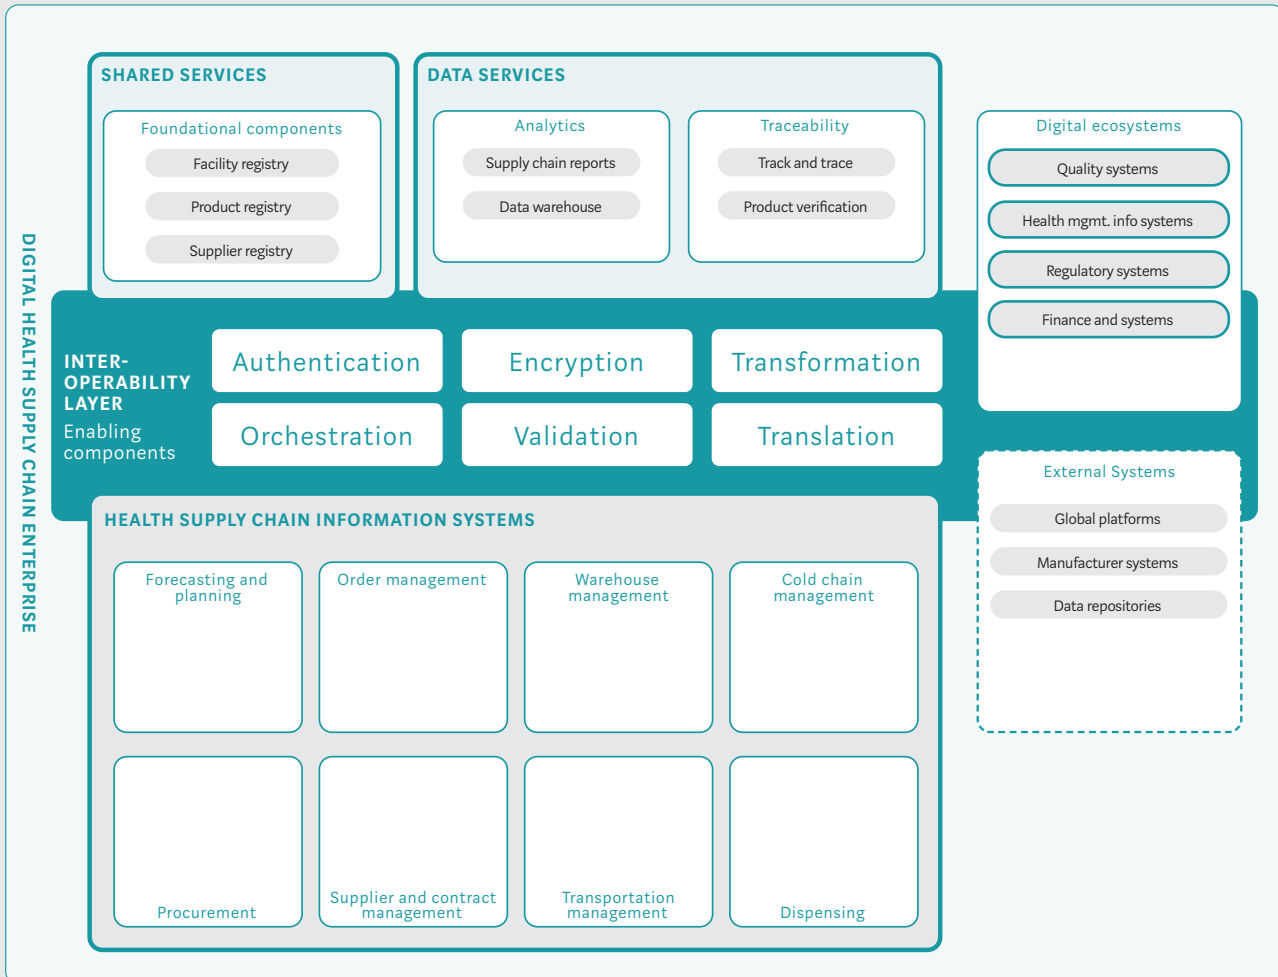 DIGITAL HEALTH SUPPLY CHAIN ENTERPRISE
SHARED SERVICES
Foundational components
Facility registry
Product registry
Supplier registry
DATA SERVICES
Analytics
Supply chain reports
Data warehouse
Traceability
Track and trace
Product verification
Digital ecosystems
Quality systems
Health mgmt. info systems
Regulatory systems
Finance and systems
INTER-
OPERABILITY
LAYER
Enabling
components
Authentication
Encryption
Transformation
Orchestration
Validation
Translation
External Systems
Global platforms
Manufacturer systems
Data repositories
HEALTH SUPPLY CHAIN INFORMATION SYSTEMS
Forecasting and
planning
Order management
Warehouse
management
Cold chain
management
Procurement
Supplier and contract
management
Transportation
management
Dispensing